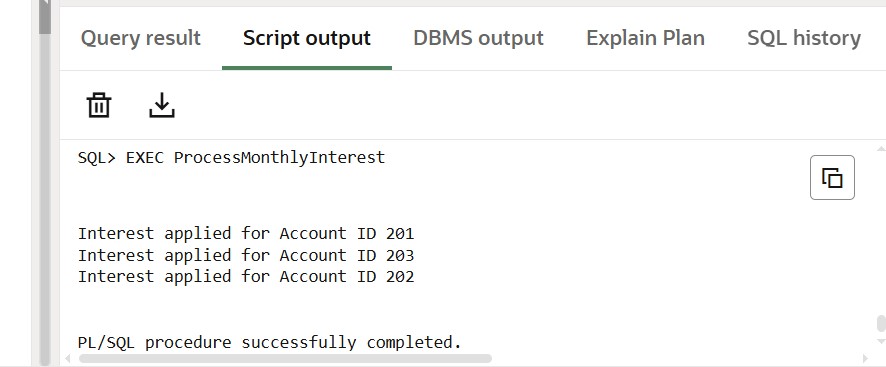 Query result Script output DBMS output Explain Plan SQL history
SQL> EXEC ProcessMonthlyInterest
Interest applied for Account ID 201
Interest applied for Account ID 203
Interest applied for Account ID 202
PL/SQL procedure successfully completed.